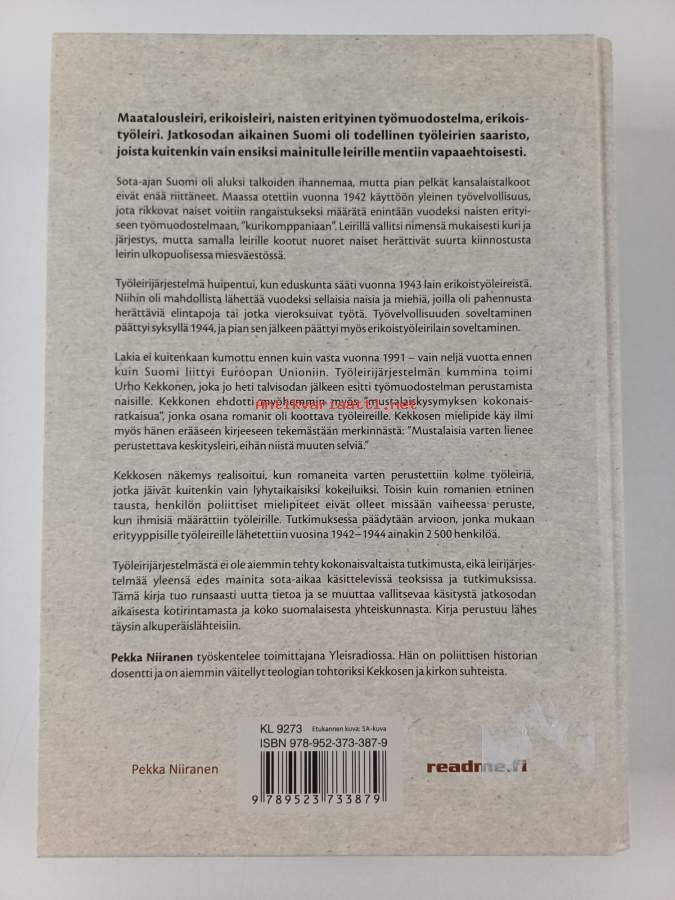 Maatalousleiri, erikoisleiri, naisten erityinen työmuodostelma, erikois-
työleiri. Jatkosodan aikainen Suomi oli todellinen työleirien saaristo,
joista kuitenkin vain ensiksi mainitulle leirille mentiin vapaaehtoisesti.
Sota-ajan Suomi oli aluksi talkoiden ihannemaa, mutta pian pelkät kansalaistalkoot
eivät enää riittäneet. Maassa otettiin vuonna 1942 käyttöön yleinen työvelvollisuus,
jota rikkovat naiset voitiin rangaistukseksi määrätä enintään vuodeksi naisten erityi-
seen työmuodostelmaan, ”kurikomppaniaan”. Leirillä vallitsi nimensä mukaisesti kuri ja
järjestys, mutta samalla leirille kootut nuoret naiset herättivät suurta kiinnostusta
leirin ulkopuolisessa miesväestössä.
Työleirijärjestelmä huipentui, kun eduskunta sääti vuonna 1943 lain erikoistyöleireistä.
Niihin oli mahdollista lähettää vuodeksi sellaisia naisia ja miehiä, joilla oli pahennusta
herättäviä elintapoja tai jotka vieroksuivat työtä. Työvelvollisuuden soveltaminen
päättyi syksyllä 1944, ja pian sen jälkeen päättyi myös erikoistyöleirilain soveltaminen.
Lakia ei kuitenkaan kumottu ennen kuin vasta vuonna 1991 – vain neljä vuotta ennen
kuin Suomi liittyi Euroopan Unioniin. Työleirijärjestelmän kummina toimi
Urho Kekkonen, joka jo heti talvisodan jälkeen esitti työmuodostelman perustamista
naisille. Kekkonen ehdotti myöhemmin myös ”mustalaiskysymyksen kokonais-
Antikvariaatti.net
ratkaisua”, jonka osana romanit oli koottava työleireille. Kekkosen mielipide käy ilmi
myös hänen erääseen kirjeeseen tekemästään merkinnästä: ”Mustalaisia varten lienee
perustettava keskitysleiri, eihän niistä muuten selviä.”
Kekkosen näkemys realisoitui, kun romaneita varten perustettiin kolme työleiriä,
jotka jäivät kuitenkin vain lyhytaikaisiksi kokeiluiksi. Toisin kuin romanien etninen
tausta, henkilön poliittiset mielipiteet eivät olleet missään vaiheessa peruste,
kun ihmisiä määrättiin työleirille. Tutkimuksessa päädytään arvioon, jonka mukaan
erityyppisille työleireille lähetettiin vuosina 1942–1944 ainakin 2 500 henkilöä.
Työleirijärjestelmästä ei ole aiemmin tehty kokonaisvaltaista tutkimusta, eikä leirijärjes-
telmää yleensä edes mainita sota-aikaa käsittelevissä teoksissa ja tutkimuksissa.
Tämä kirja tuo runsaasti uutta tietoa ja se muuttaa vallitsevaa käsitystä jatkosodan
aikaisesta kotirintamasta ja koko suomalaisesta yhteiskunnasta. Kirja perustuu lähes
täysin alkuperäislähteisiin.
Pekka Niiranen työskentelee toimittajana Yleisradiossa. Hän on poliittisen historian
dosentti ja on aiemmin väitellyt teologian tohtoriksi Kekkosen ja kirkon suhteista.
KL 9273 Etukannen kuva: SA-kuva
ISBN 978-952-373-387-9
Pekka Niiranen
readme.fi
9 789523 733879